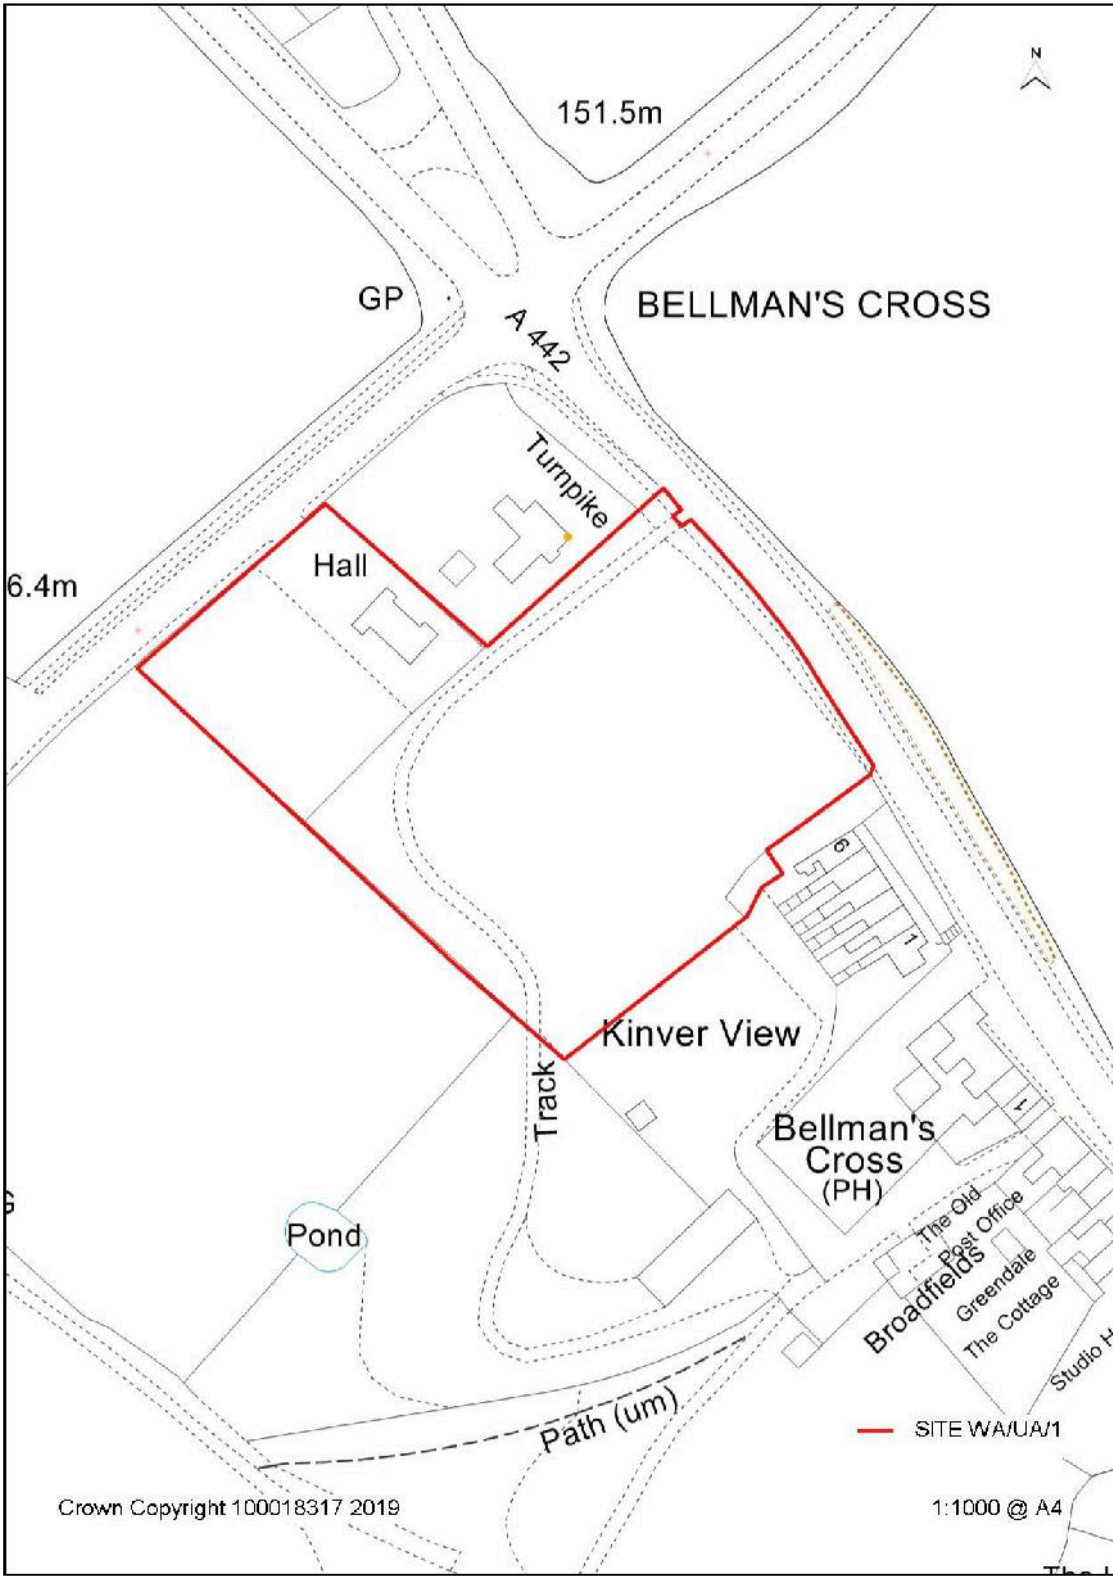 N
151.5m
GP
BELLMAN'S CROSS
A 442
Turnpike
Hall
6.4m
6
1
Kinver View
Track
1
Bellman's
Cross
(PH)
Pond
The Old
Post Office
Broadfields
Greendale
The Cottage
Studio H
Path (um)
SITE WA/UA/1
Crown Copyright 100018317 2019
1:1000 @ A4